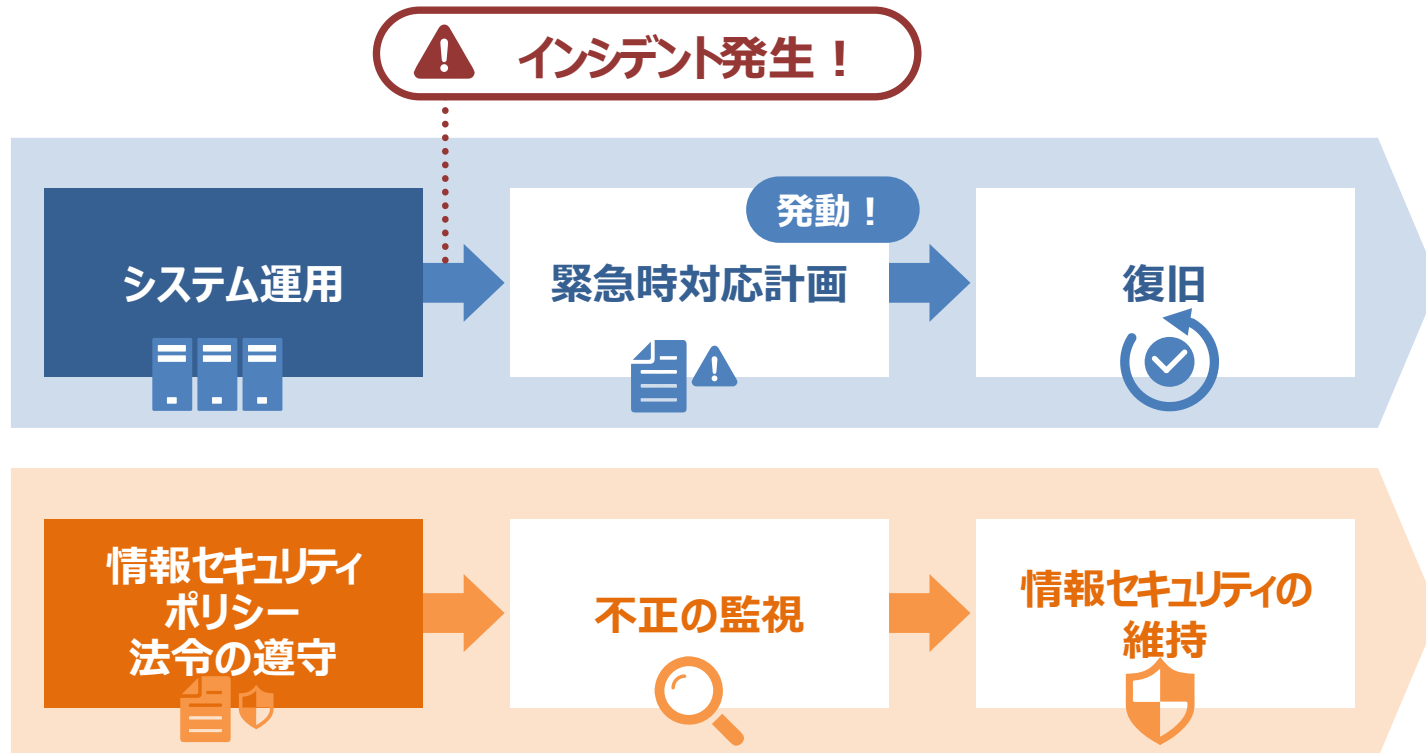 インシデント発生！
発動！
システム運用
緊急時対応計画
復旧
情報セキュリティ
ポリシー
法令の遵守
不正の監視
情報セキュリティの
維持